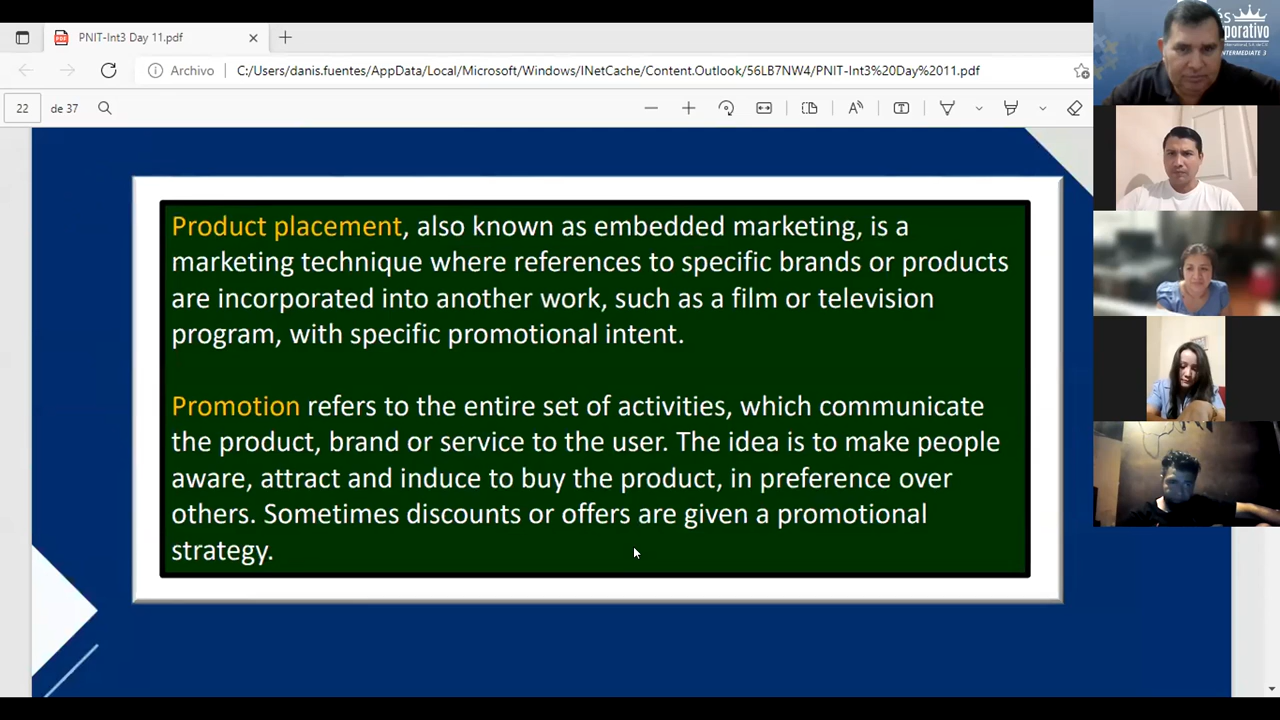 PNIT-Int3 Day 11.pdf
Archivo
C:/Users/danis.fuentes/AppData/Local/Microsoft/Windows/INetCache/Content.Outlook/56LB7NW4/PNIT-Int3%20Day%2011.pdf
22 de 37
Product placement, also known as embedded marketing, is a
marketing technique where references to specific brands or products
are incorporated into another work, such as a film or television
program, with specific promotional intent.
Promotion refers to the entire set of activities, which communicate
the product, brand or service to the user. The idea is to make people
aware, attract and induce to buy the product, in preference over
others. Sometimes discounts or offers are given a promotional
strategy.